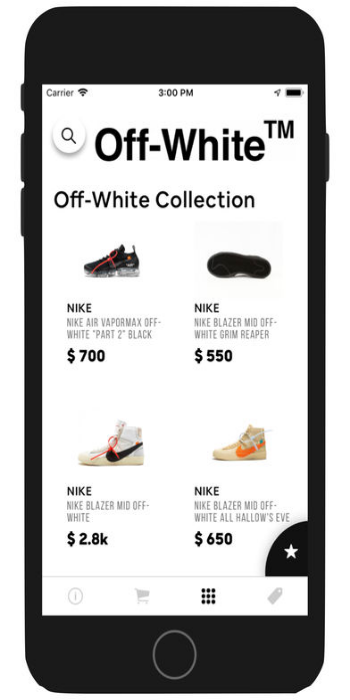 Carrier 3:00 PM
Off-White™
Off-White Collection
NIKE
NIKE AIR VAPORMAX OFF-
WHITE "PART 2" BLACK
$ 700
NIKE
NIKE BLAZER MID OFF-
WHITE GRIM REAPER
$ 550
NIKE
NIKE BLAZER MID OFF-
WHITE
$ 2.8k
NIKE
NIKE BLAZER MID OFF-
WHITE ALL HALLOW'S EVE
$ 650